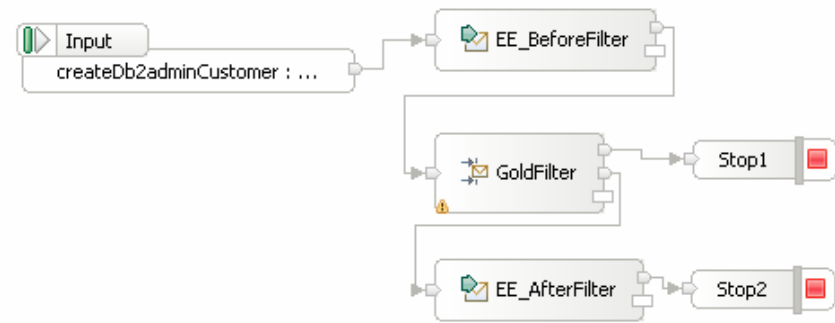 Input
createDb2adminCustomer : ...
EE_BeforeFilter
GoldFilter
Stop1
EE_AfterFilter
Stop2